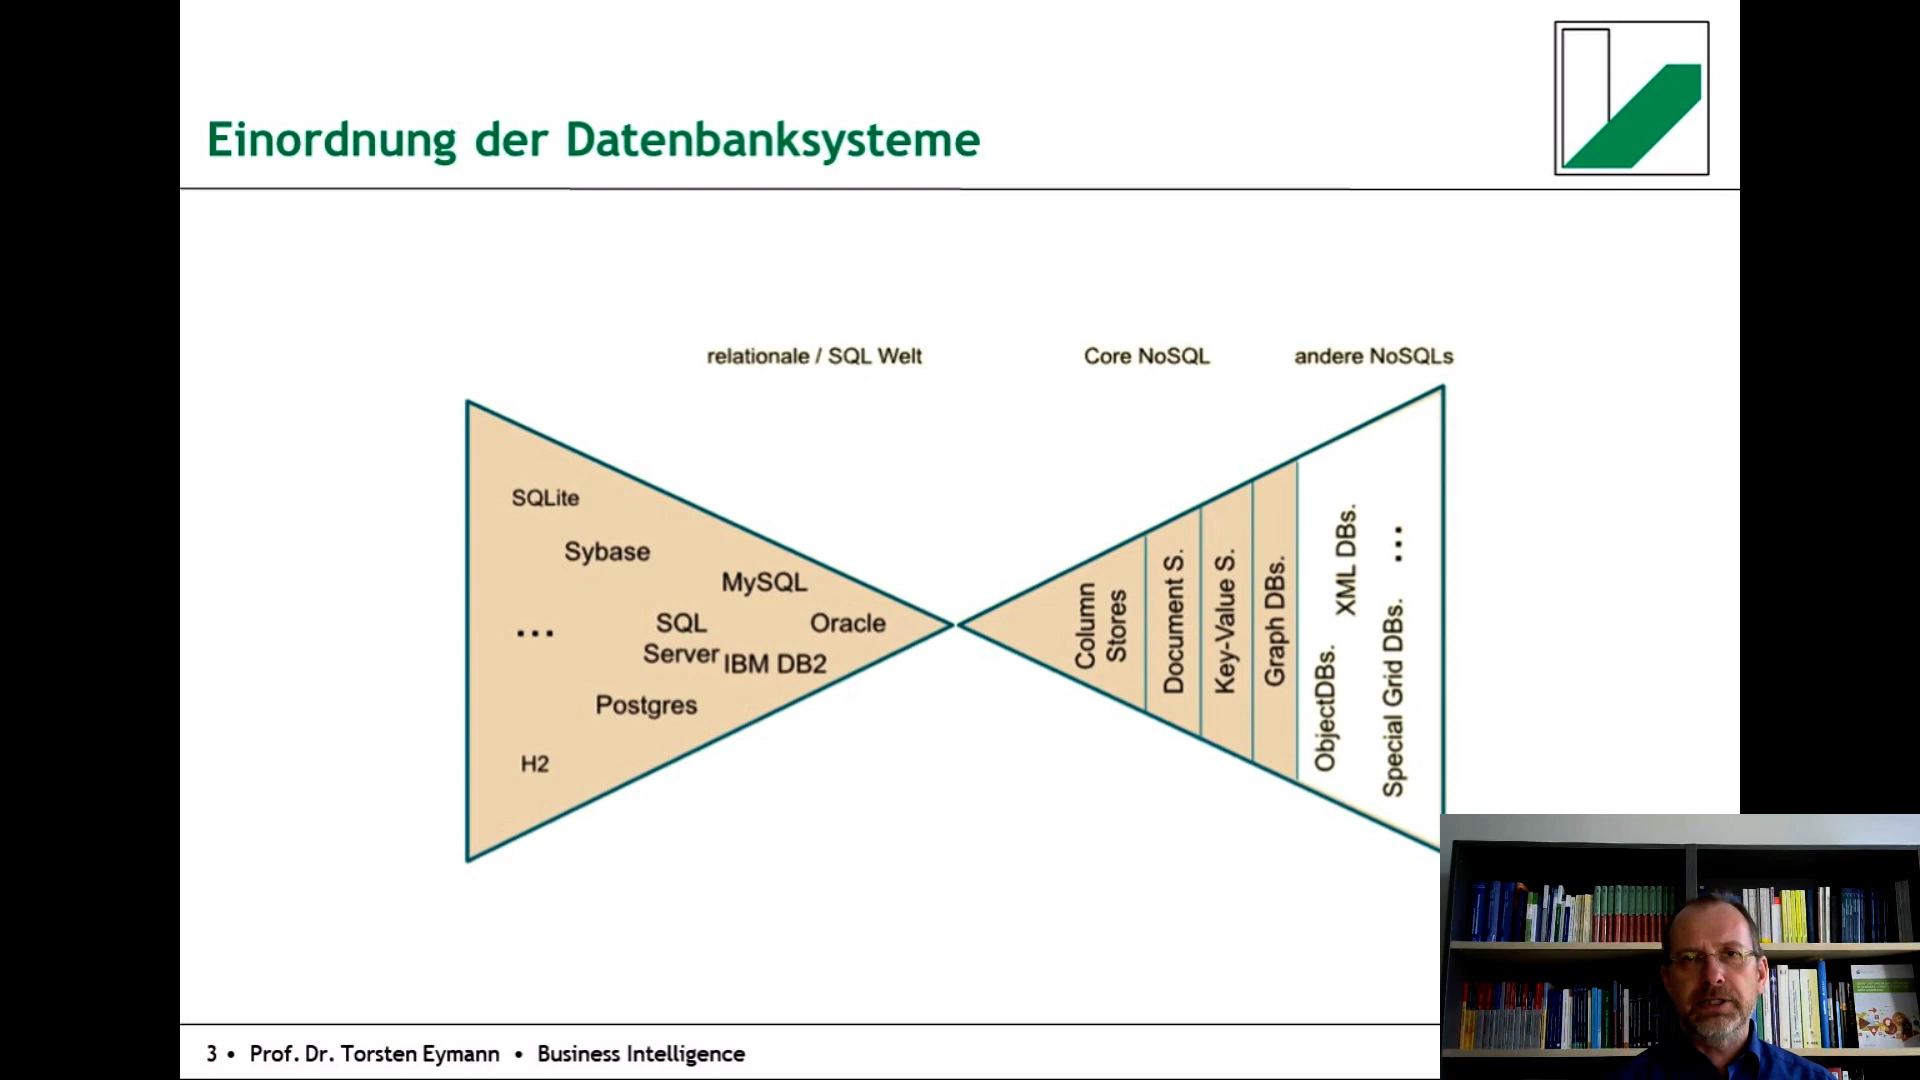 Einordnung der Datenbanksysteme
relationale / SQL Welt
Core NoSQL
andere NoSQLs
SQLite
Sybase
MySQL
...
SQL
Server
Oracle
IBM DB2
Postgres
H2
Column
Stores
Document S.
Key-Value S.
Graph DBs.
ObjectDBs.
XML DBs.
Special Grid DBs.
...
3 • Prof. Dr. Torsten Eymann • Business Intelligence